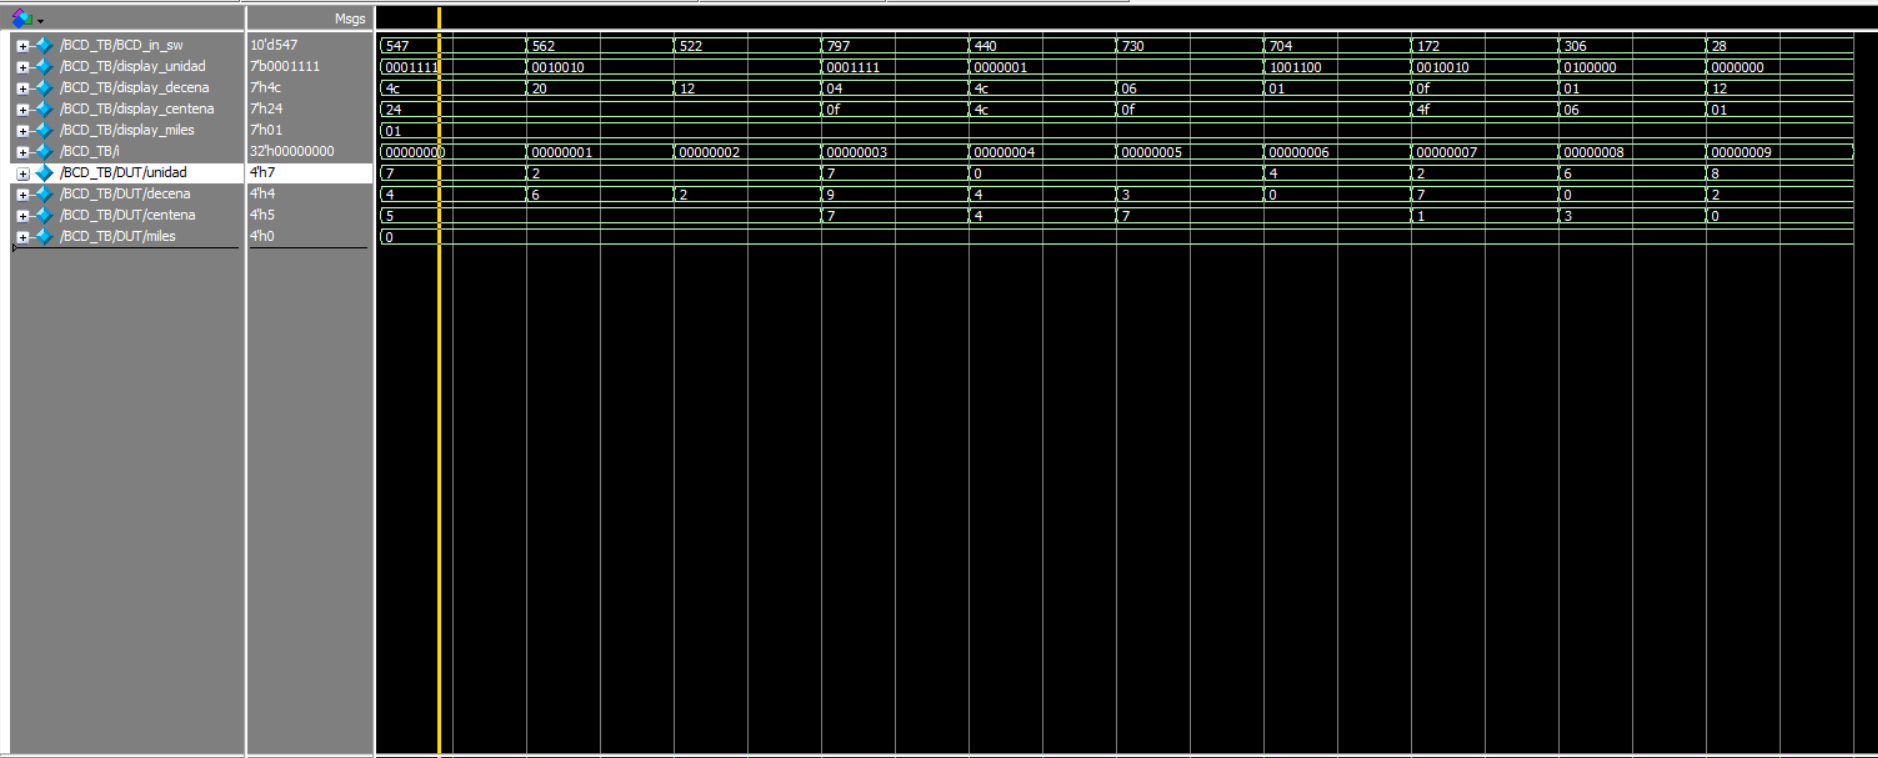 Msgs
/BCD_TB/BCD_in_sw 10'd547 547 562 522 797 440 730 704 172 306 28
/BCD_TB/display_unidad 7'b0001111 0001111 0010010 0001111 0000001 1001100 0010010 0100000 0000000
/BCD_TB/display_decena 7'h4c 4c 20 12 04 4c 06 01 0f 01 12
/BCD_TB/display_centena 7'h24 24 0f 4c 0f 4f 06 01
/BCD_TB/display_miles 7'h01 01
/BCD_TB/i 32'h00000000 00000000 00000001 00000002 00000003 00000004 00000005 00000006 00000007 00000008 00000009
/BCD_TB/DUT/unidad 4'h7 7 2 7 0 4 2 6 8
/BCD_TB/DUT/decena 4'h4 4 6 2 9 4 3 0 7 0 2
/BCD_TB/DUT/centena 4'h5 5 7 4 7 1 3 0
/BCD_TB/DUT/miles 4'h0 0